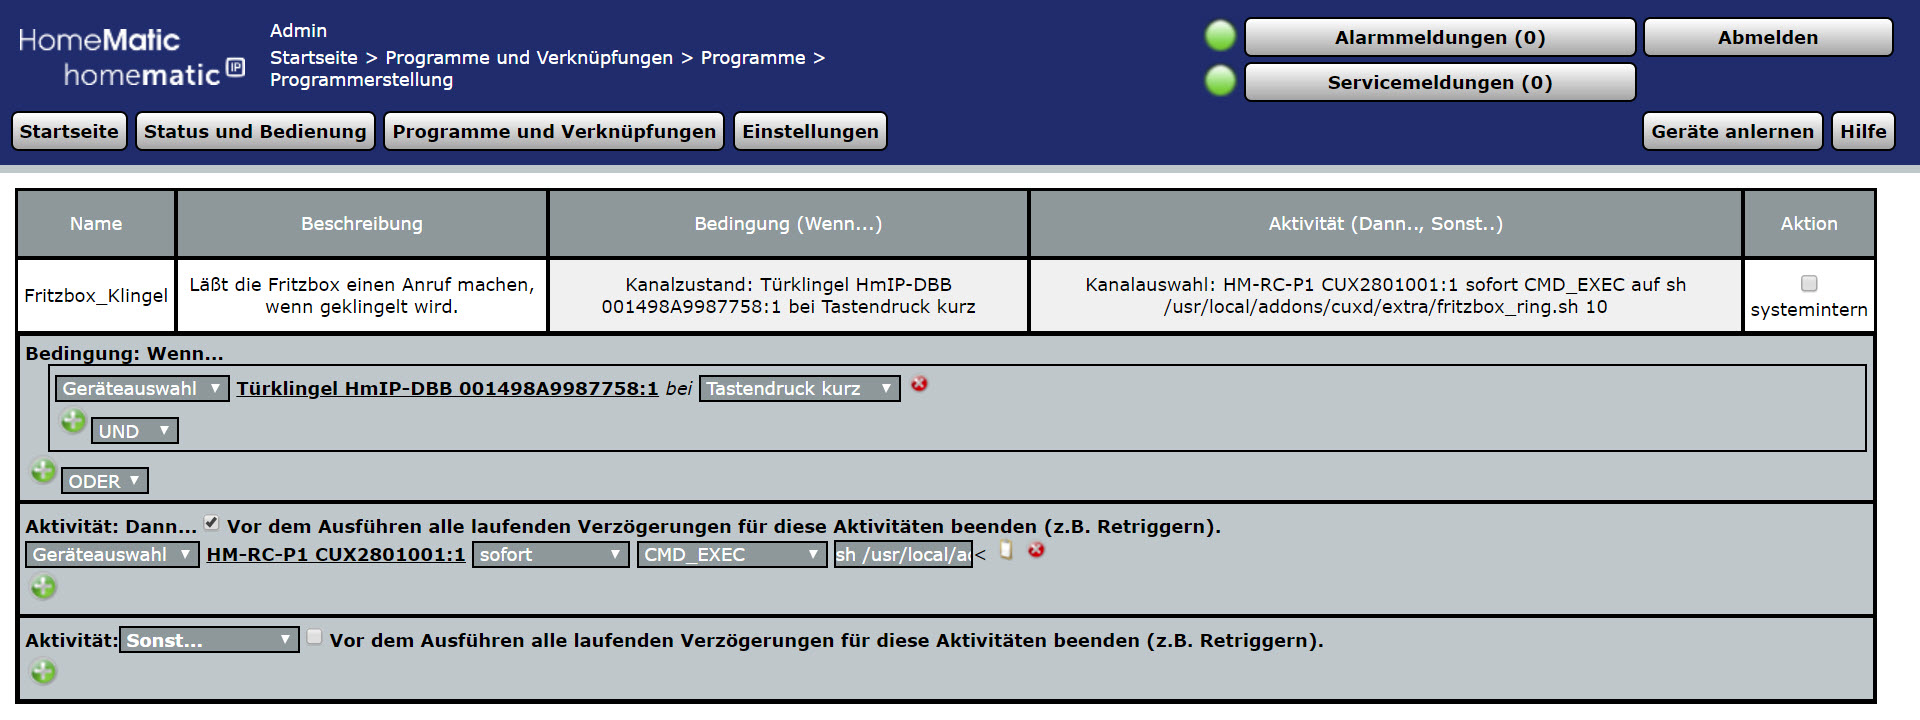 HomeMatic
homematic IP
Admin
Startseite > Programme und Verknüpfungen > Programme >
Programmerstellung
Alarmmeldungen (0)
Abmelden
Servicemeldungen (0)
Startseite
Status und Bedienung
Programme und Verknüpfungen
Einstellungen
Geräte anlernen
Hilfe
Name
Beschreibung
Bedingung (Wenn...)
Aktivität (Dann.., Sonst..)
Aktion
Fritzbox_Klingel
Läßt die Fritzbox einen Anruf machen,
wenn geklingelt wird.
Kanalzustand: Türklingel HmIP-DBB
001498A9987758:1 bei Tastendruck kurz
Kanalauswahl: HM-RC-P1 CUX2801001:1 sofort CMD_EXEC auf sh
/usr/local/addons/cuxd/extra/fritzbox_ring.sh 10
systemintern
Bedingung: Wenn...
Geräteauswahl Türklingel HmIP-DBB 001498A9987758:1 bei Tastendruck kurz
UND
ODER
Aktivität: Dann... Vor dem Ausführen alle laufenden Verzögerungen für diese Aktivitäten beenden (z.B. Retriggern).
Geräteauswahl HM-RC-P1 CUX2801001:1 sofort CMD_EXEC sh /usr/local/ad <
Aktivität: Sonst... Vor dem Ausführen alle laufenden Verzögerungen für diese Aktivitäten beenden (z.B. Retriggern).